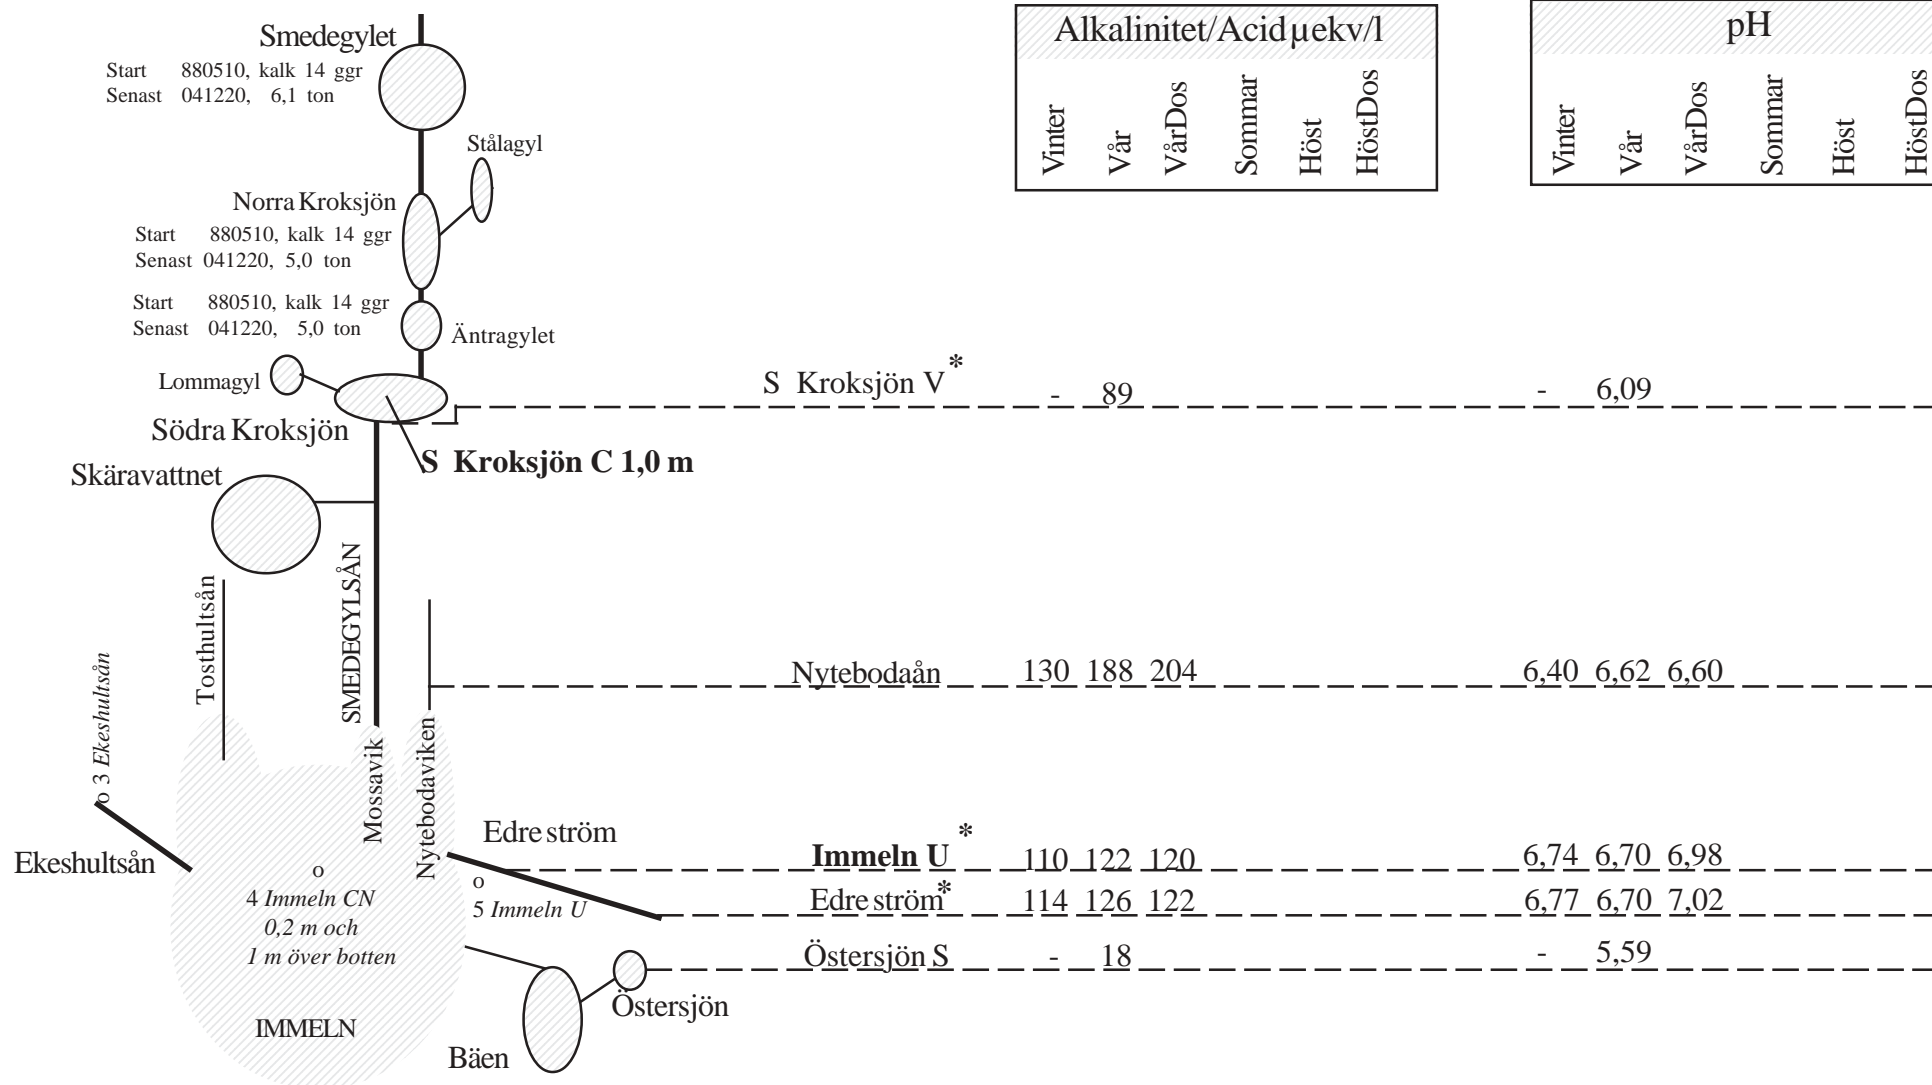 Smedegylet
Start 880510, kalk 14 ggr
Senast 041220, 6,1 ton
Stålagyl
Norra Kroksjön
Start 880510, kalk 14 ggr
Senast 041220, 5,0 ton
Start 880510, kalk 14 ggr
Senast 041220, 5,0 ton
Äntragylet
Lommagyl
Södra Kroksjön
S Kroksjön C 1,0 m
Skäravattnet
Tosthultsån
SMEDEGYLSÅN
o 3 Ekeshultsån
Ekeshultsån
Mossavik
Nytebodaviken
Edre ström
o
4 Immeln CN
0,2 m och
1 m över botten
o
5 Immeln U
IMMELN
Östersjön
Bäen
Alkalinitet/Acid µekv/l
Vinter Vår VårDos Sommar Höst HöstDos
pH
Vinter Vår VårDos Sommar Höst HöstDos
S Kroksjön V* - 89 - 6,09
Nytebodaån 130 188 204 6,40 6,62 6,60
Immeln U* 110 122 120 6,74 6,70 6,98
Edre ström* 114 126 122 6,77 6,70 7,02
Östersjön S - 18 - 5,59